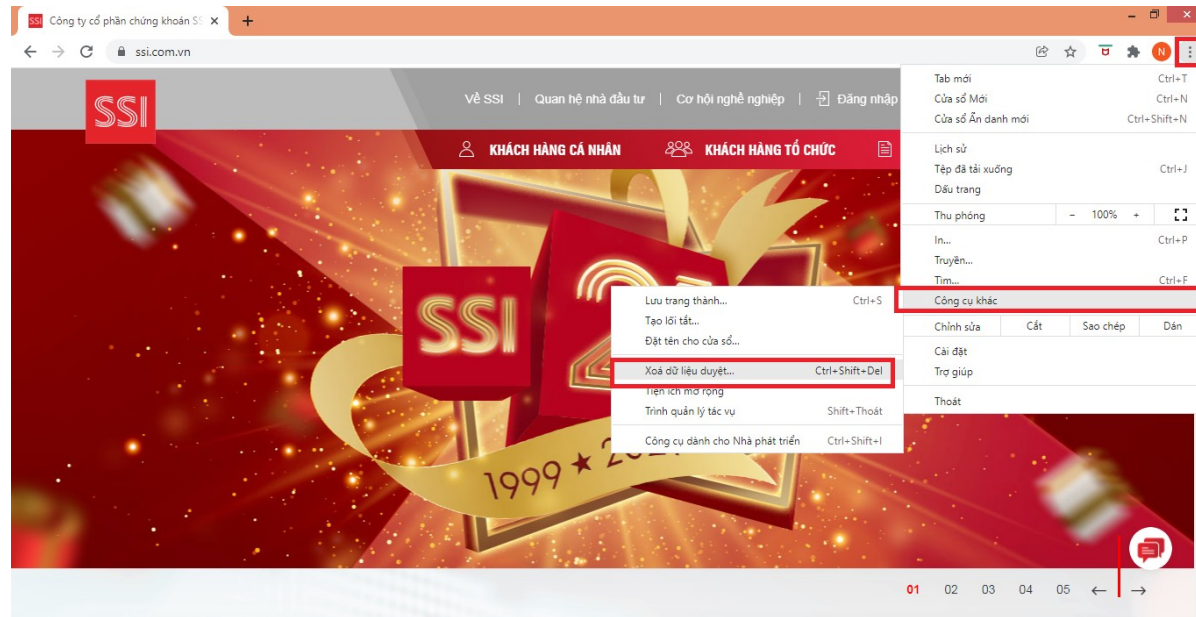 SSI Công ty cổ phần chứng khoán SS
ssi.com.vn
N
SSI
Về SSI | Quan hệ nhà đầu tư | Cơ hội nghề nghiệp | Đăng nhập
KHÁCH HÀNG CÁ NHÂN KHÁCH HÀNG TỔ CHỨC
Tab mới Ctrl+T
Cửa sổ Mới Ctrl+N
Cửa sổ Ẩn danh mới Ctrl+Shift+N
Lịch sử
Tệp đã tải xuống Ctrl+J
Dấu trang
Thu phóng - 100% +
In... Ctrl+P
Truyền...
Tìm... Ctrl+F
Công cụ khác
Chỉnh sửa Cắt Sao chép Dán
Cài đặt
Trợ giúp
Thoát
Lưu trang thành... Ctrl+S
Tạo lối tắt...
Đặt tên cho cửa sổ...
Xoá dữ liệu duyệt... Ctrl+Shift+Del
Tiện ích mở rộng
Trình quản lý tác vụ Shift+Thoát
Công cụ dành cho Nhà phát triển Ctrl+Shift+I
SSI
1999 ★
01 02 03 04 05 ← →